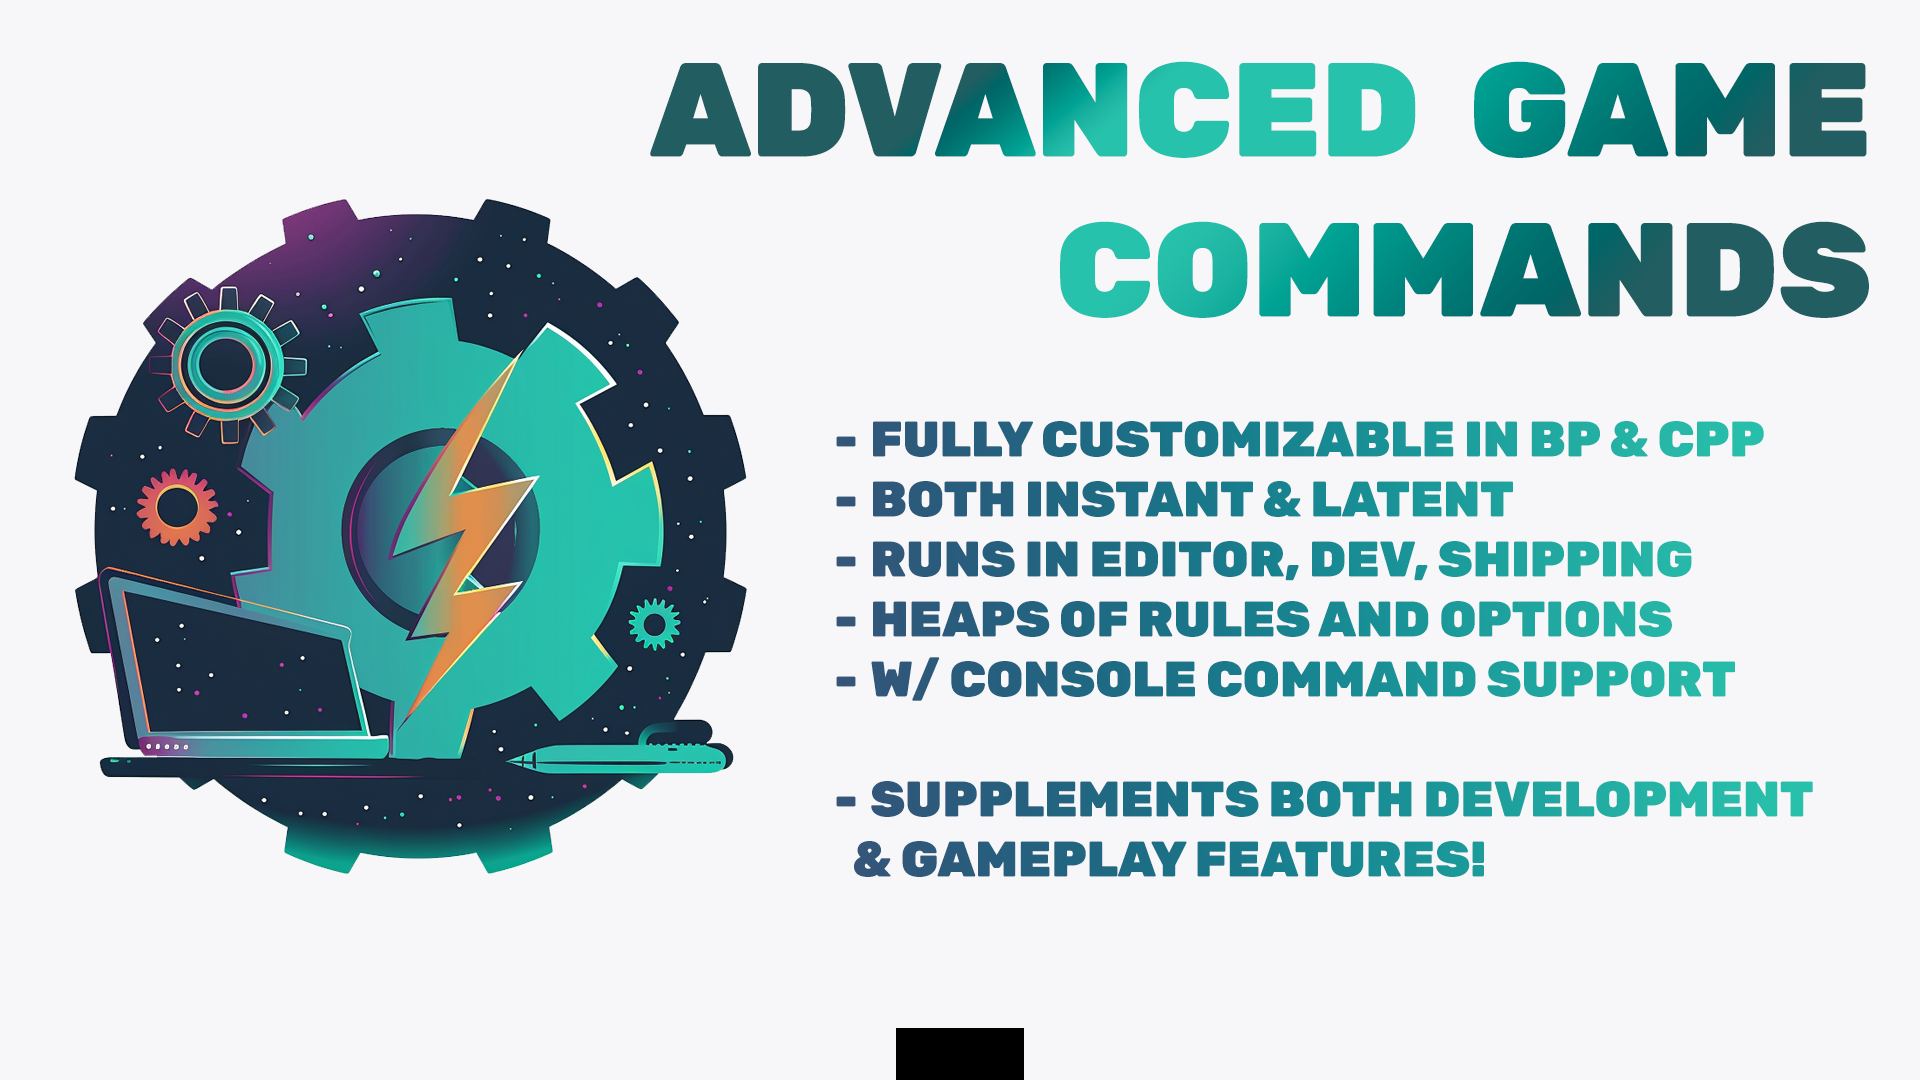 ADVANCED GAME
COMMANDS
- FULLY CUSTOMIZABLE IN BP & CPP
- BOTH INSTANT & LATENT
- RUNS IN EDITOR, DEV, SHIPPING
- HEAPS OF RULES AND OPTIONS
- W/ CONSOLE COMMAND SUPPORT
- SUPPLEMENTS BOTH DEVELOPMENT
& GAMEPLAY FEATURES!